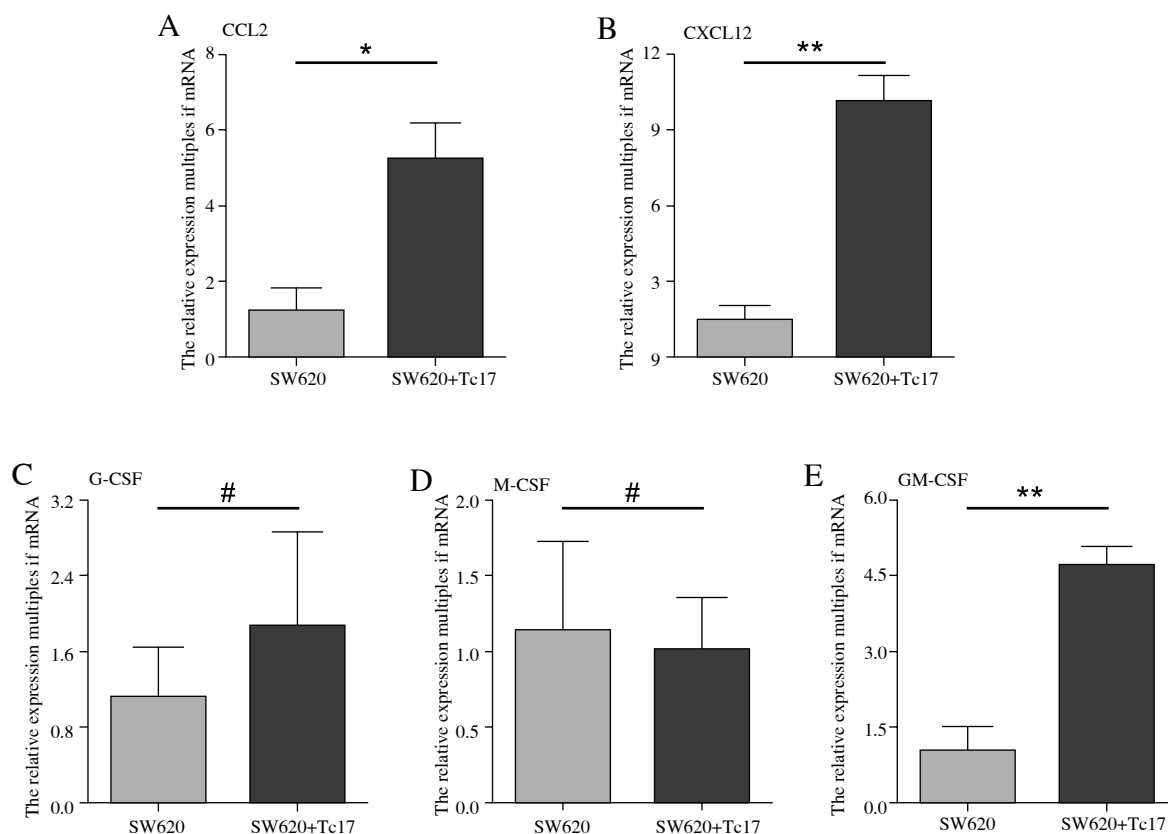 A
CCL2
The relative expression multiples if mRNA
8
6
4
2
0
*
SW620
SW620+Tc17
B
CXCL12
The relative expression multiples if mRNA
12
9
9
3
9
**
SW620
SW620+Tc17
C
G-CSF
The relative expression multiples if mRNA
3.2
2.4
1.6
0.8
0.0
#
SW620
SW620+Tc17
D
M-CSF
The relative expression multiples if mRNA
2.0
1.5
1.0
0.5
0.0
#
SW620
SW620+Tc17
E
GM-CSF
The relative expression multiples if mRNA
6.0
4.5
3.0
1.5
0.0
**
SW620
SW620+Tc17